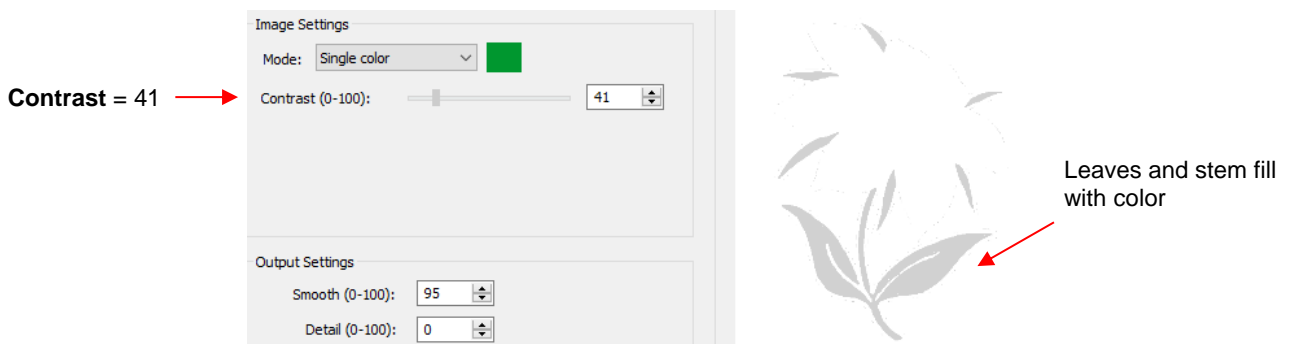 Image Settings
Mode: Single color
Contrast = 41
Contrast (0-100): 41
Leaves and stem fill
with color
Output Settings
Smooth (0-100): 95
Detail (0-100): 0